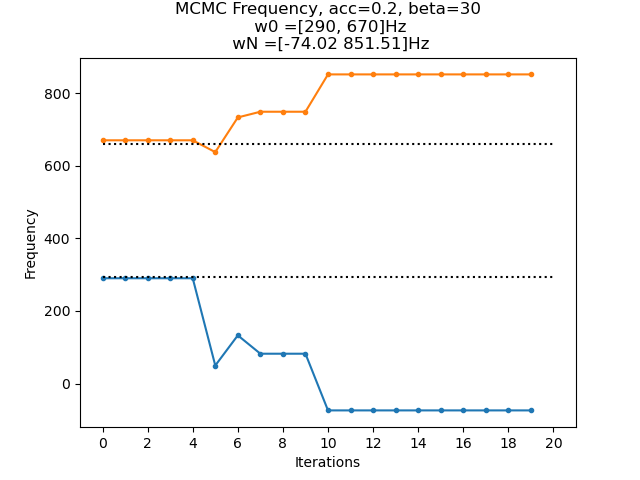 MCMC Frequency, acc=0.2, beta=30
w0 =[290, 670]Hz
wN =[-74.02 851.51]Hz
800
600
400
200
0
Frequency
0 2 4 6 8 10 12 14 16 18 20
Iterations